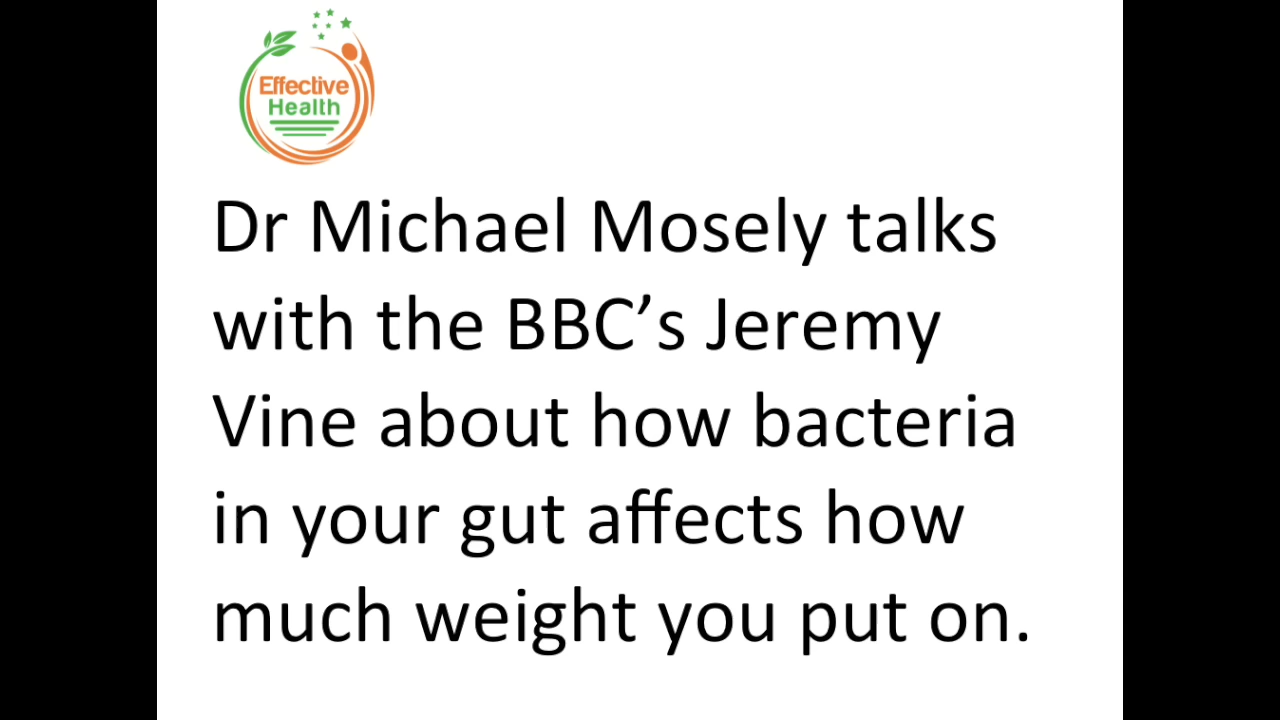 Effective
Health
Dr Michael Mosely talks
with the BBC’s Jeremy
Vine about how bacteria
in your gut affects how
much weight you put on.